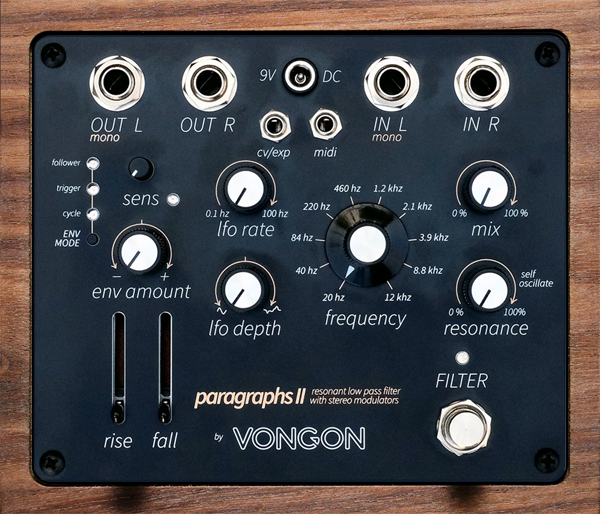 9V DC
OUT L
mono
OUT R
IN L
mono
IN R
cv/exp
midi
follower
trigger
cycle
ENV
MODE
sens
0.1 hz
100 hz
lfo rate
460 hz
1.2 khz
220 hz
2.1 khz
84 hz
3.9 khz
40 hz
8.8 khz
20 hz
12 khz
frequency
0 %
100 %
mix
- +
env amount
lfo depth
self
oscillate
0 %
100%
resonance
FILTER
rise
fall
paragraphs II
resonant low pass filter
with stereo modulators
by VONGON